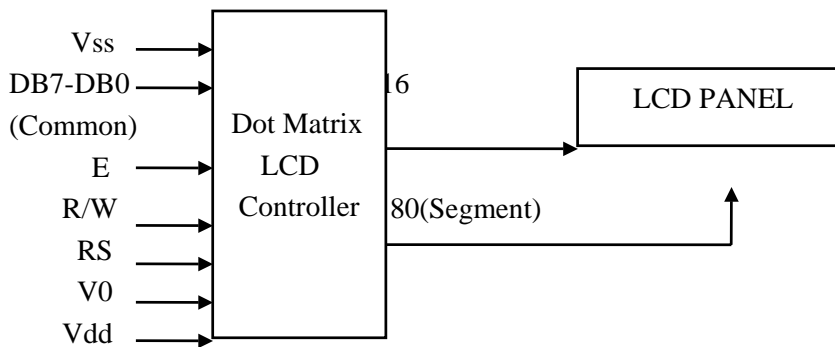 Vss
DB7-DB0
(Common)
E
R/W
RS
V0
Vdd
Dot Matrix
LCD
Controller
16
80(Segment)
LCD PANEL